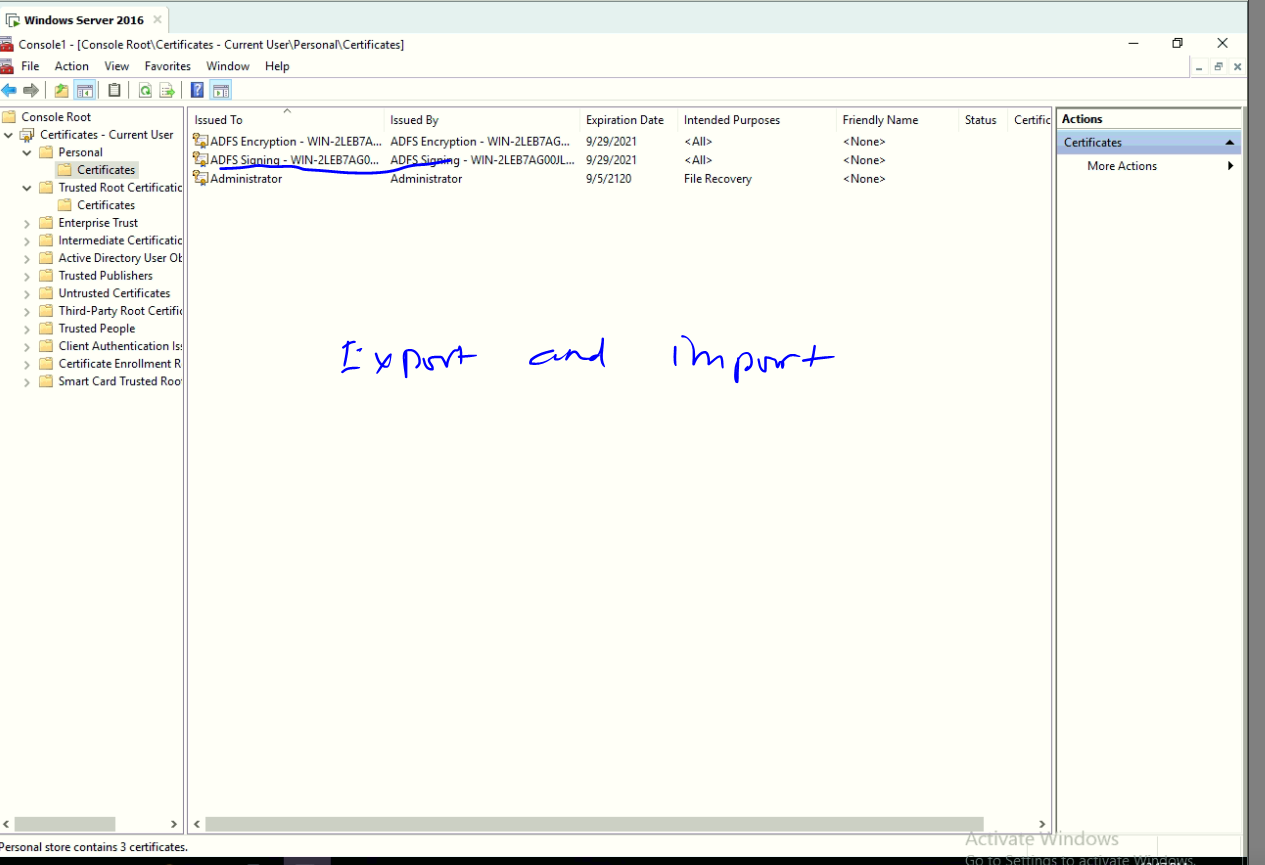 Windows Server 2016
Console1 - [Console Root\Certificates - Current User\Personal\Certificates]
File Action View Favorites Window Help
Console Root
Certificates - Current User
Personal
Certificates
Trusted Root Certificatic
Certificates
Enterprise Trust
Intermediate Certificatic
Active Directory User Ob
Trusted Publishers
Untrusted Certificates
Third-Party Root Certific
Trusted People
Client Authentication Is:
Certificate Enrollment R
Smart Card Trusted Roo
Issued To Issued By Expiration Date Intended Purposes Friendly Name Status Certific
ADFS Encryption - WIN-2LEB7A... ADFS Encryption - WIN-2LEB7AG... 9/29/2021 <All> <None>
ADFS Signing - WIN-2LEB7AG0... ADFS Signing - WIN-2LEB7AG00JL... 9/29/2021 <All> <None>
Administrator Administrator 9/5/2120 File Recovery <None>
Export and import
Actions
Certificates
More Actions
Personal store contains 3 certificates.
Activate Windows
Go to Settings to activate Windows.